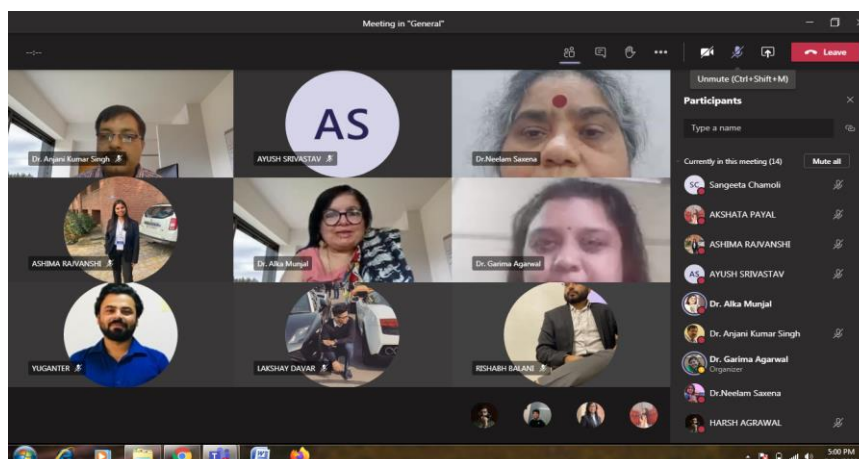 Meeting in "General"
--:--
Leave
Unmute (Ctrl+Shift+M)
Participants
Type a name
Currently in this meeting (14)
Mute all
SC Sangeeta Chamoli
AKSHATA PAYAL
ASHIMA RAJVANSHI
AS AYUSH SRIVASTAV
Dr. Alka Munjal
Dr. Anjani Kumar Singh
Dr. Garima Agarwal
Organizer
Dr.Neelam Saxena
HARSH AGRAWAL
Dr. Anjani Kumar Singh
AS
AYUSH SRIVASTAV
Dr.Neelam Saxena
ASHIMA RAJVANSHI
Dr. Alka Munjal
Dr. Garima Agarwal
YUGANTER
LAKSHAY DAVAR
RISHABH BALANI
5:00 PM